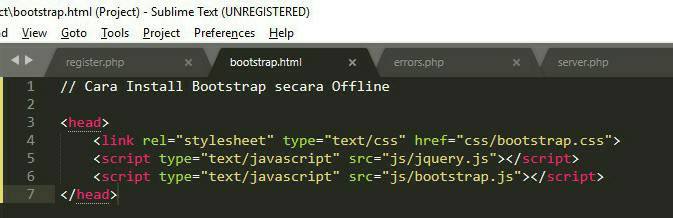 ct\bootstrap.html (Project) - Sublime Text (UNREGISTERED)
d View Goto Tools Project Preferences Help
register.php × bootstrap.html × errors.php × server.php
1 // Cara Install Bootstrap secara Offline
2
3 <head>
4 <link rel="stylesheet" type="text/css" href="css/bootstrap.css">
5 <script type="text/javascript" src="js/jquery.js"></script>
6 <script type="text/javascript" src="js/bootstrap.js"></script>
7 </head>